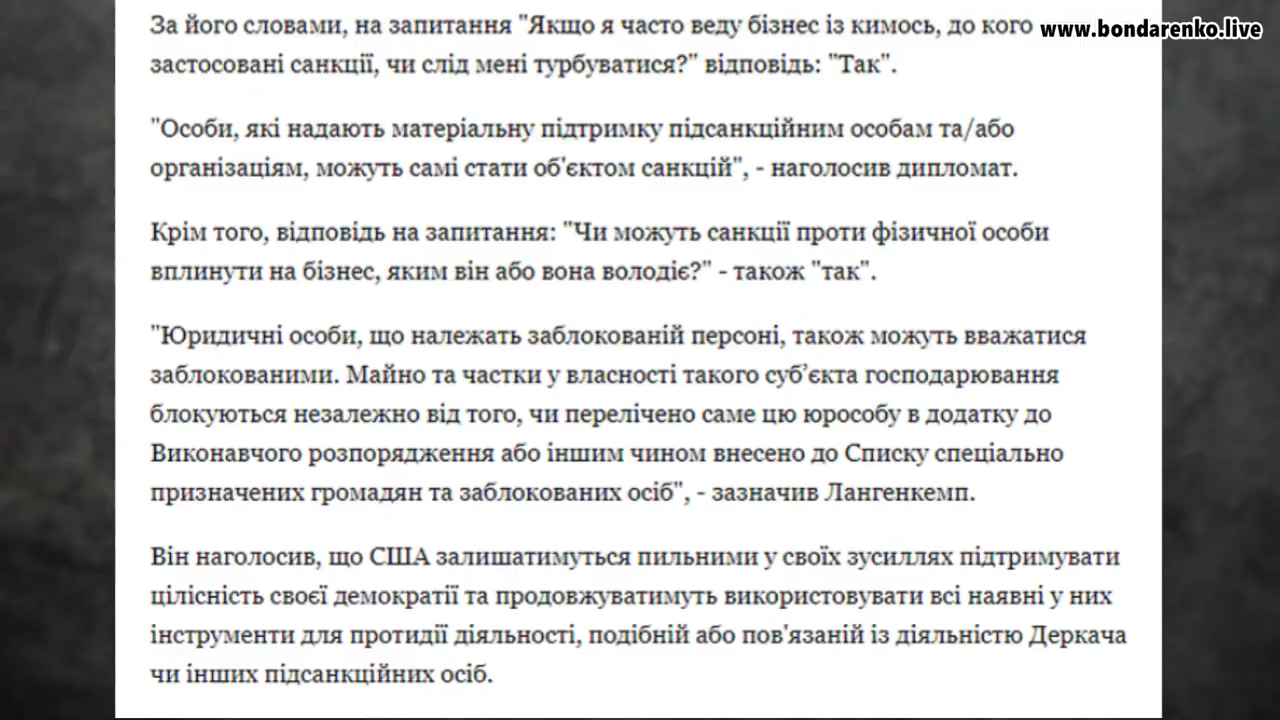 www.bondarenko.live
За його словами, на запитання "Якщо я часто веду бізнес із кимось, до кого
застосовані санкції, чи слід мені турбуватися?" відповідь: "Так".
"Особи, які надають матеріальну підтримку підсанкційним особам та/або
організаціям, можуть самі стати об'єктом санкцій", - наголосив дипломат.
Крім того, відповідь на запитання: "Чи можуть санкції проти фізичної особи
вплинути на бізнес, яким він або вона володіє?" - також "так".
"Юридичні особи, що належать заблокованій персоні, також можуть вважатися
заблокованими. Майно та частки у власності такого суб’єкта господарювання
блокуються незалежно від того, чи перелічено саме цю юрособу в додатку до
Виконавчого розпорядження або іншим чином внесено до Списку спеціально
призначених громадян та заблокованих осіб", - зазначив Лангенкемп.
Він наголосив, що США залишатимуться пильними у своїх зусиллях підтримувати
цілісність своєї демократії та продовжуватимуть використовувати всі наявні у них
інструменти для протидії діяльності, подібній або пов'язаній із діяльністю Деркача
чи інших підсанкційних осіб.